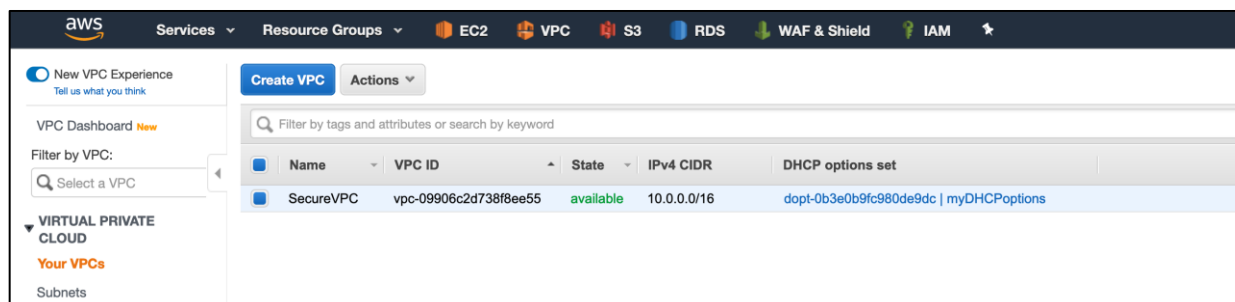 aws Services Resource Groups EC2 VPC S3 RDS WAF & Shield IAM
New VPC Experience
Tell us what you think
Create VPC Actions
VPC Dashboard New
Filter by tags and attributes or search by keyword
Filter by VPC:
Select a VPC
Name VPC ID State IPv4 CIDR DHCP options set
SecureVPC vpc-09906c2d738f8ee55 available 10.0.0.0/16 dopt-0b3e0b9fc980de9dc | myDHCPoptions
VIRTUAL PRIVATE
CLOUD
Your VPCs
Subnets